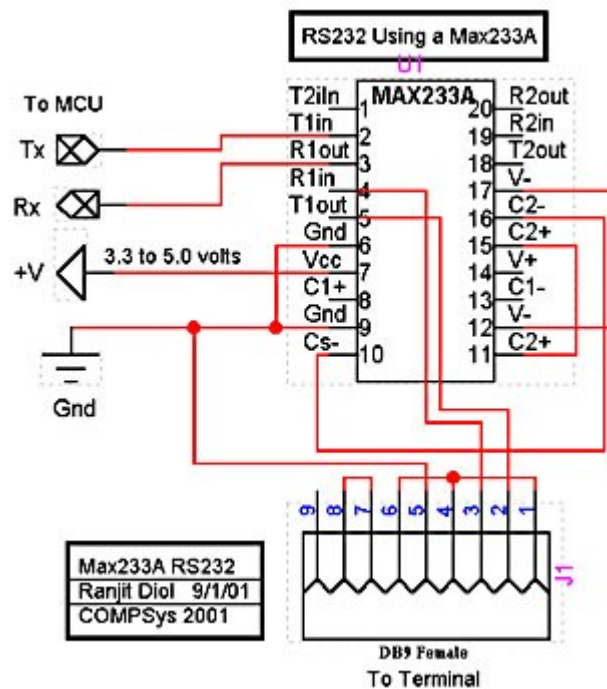 RS232 Using a Max233A
U1
MAX233A
To MCU
Tx
Rx
+V
3.3 to 5.0 volts
Gnd
T2iIn
1
T1in
2
R1out
3
R1in
4
T1out
5
Gnd
6
Vcc
7
C1+
8
Gnd
9
Cs-
10
20
R2out
19
R2in
18
T2out
17
V-
16
C2-
15
C2+
14
V+
13
C1-
12
V-
11
C2+
9
8
7
6
5
4
3
2
1
J1
DB9 Female
To Terminal
Max233A RS232
Ranjit Diol 9/1/01
COMPSys 2001